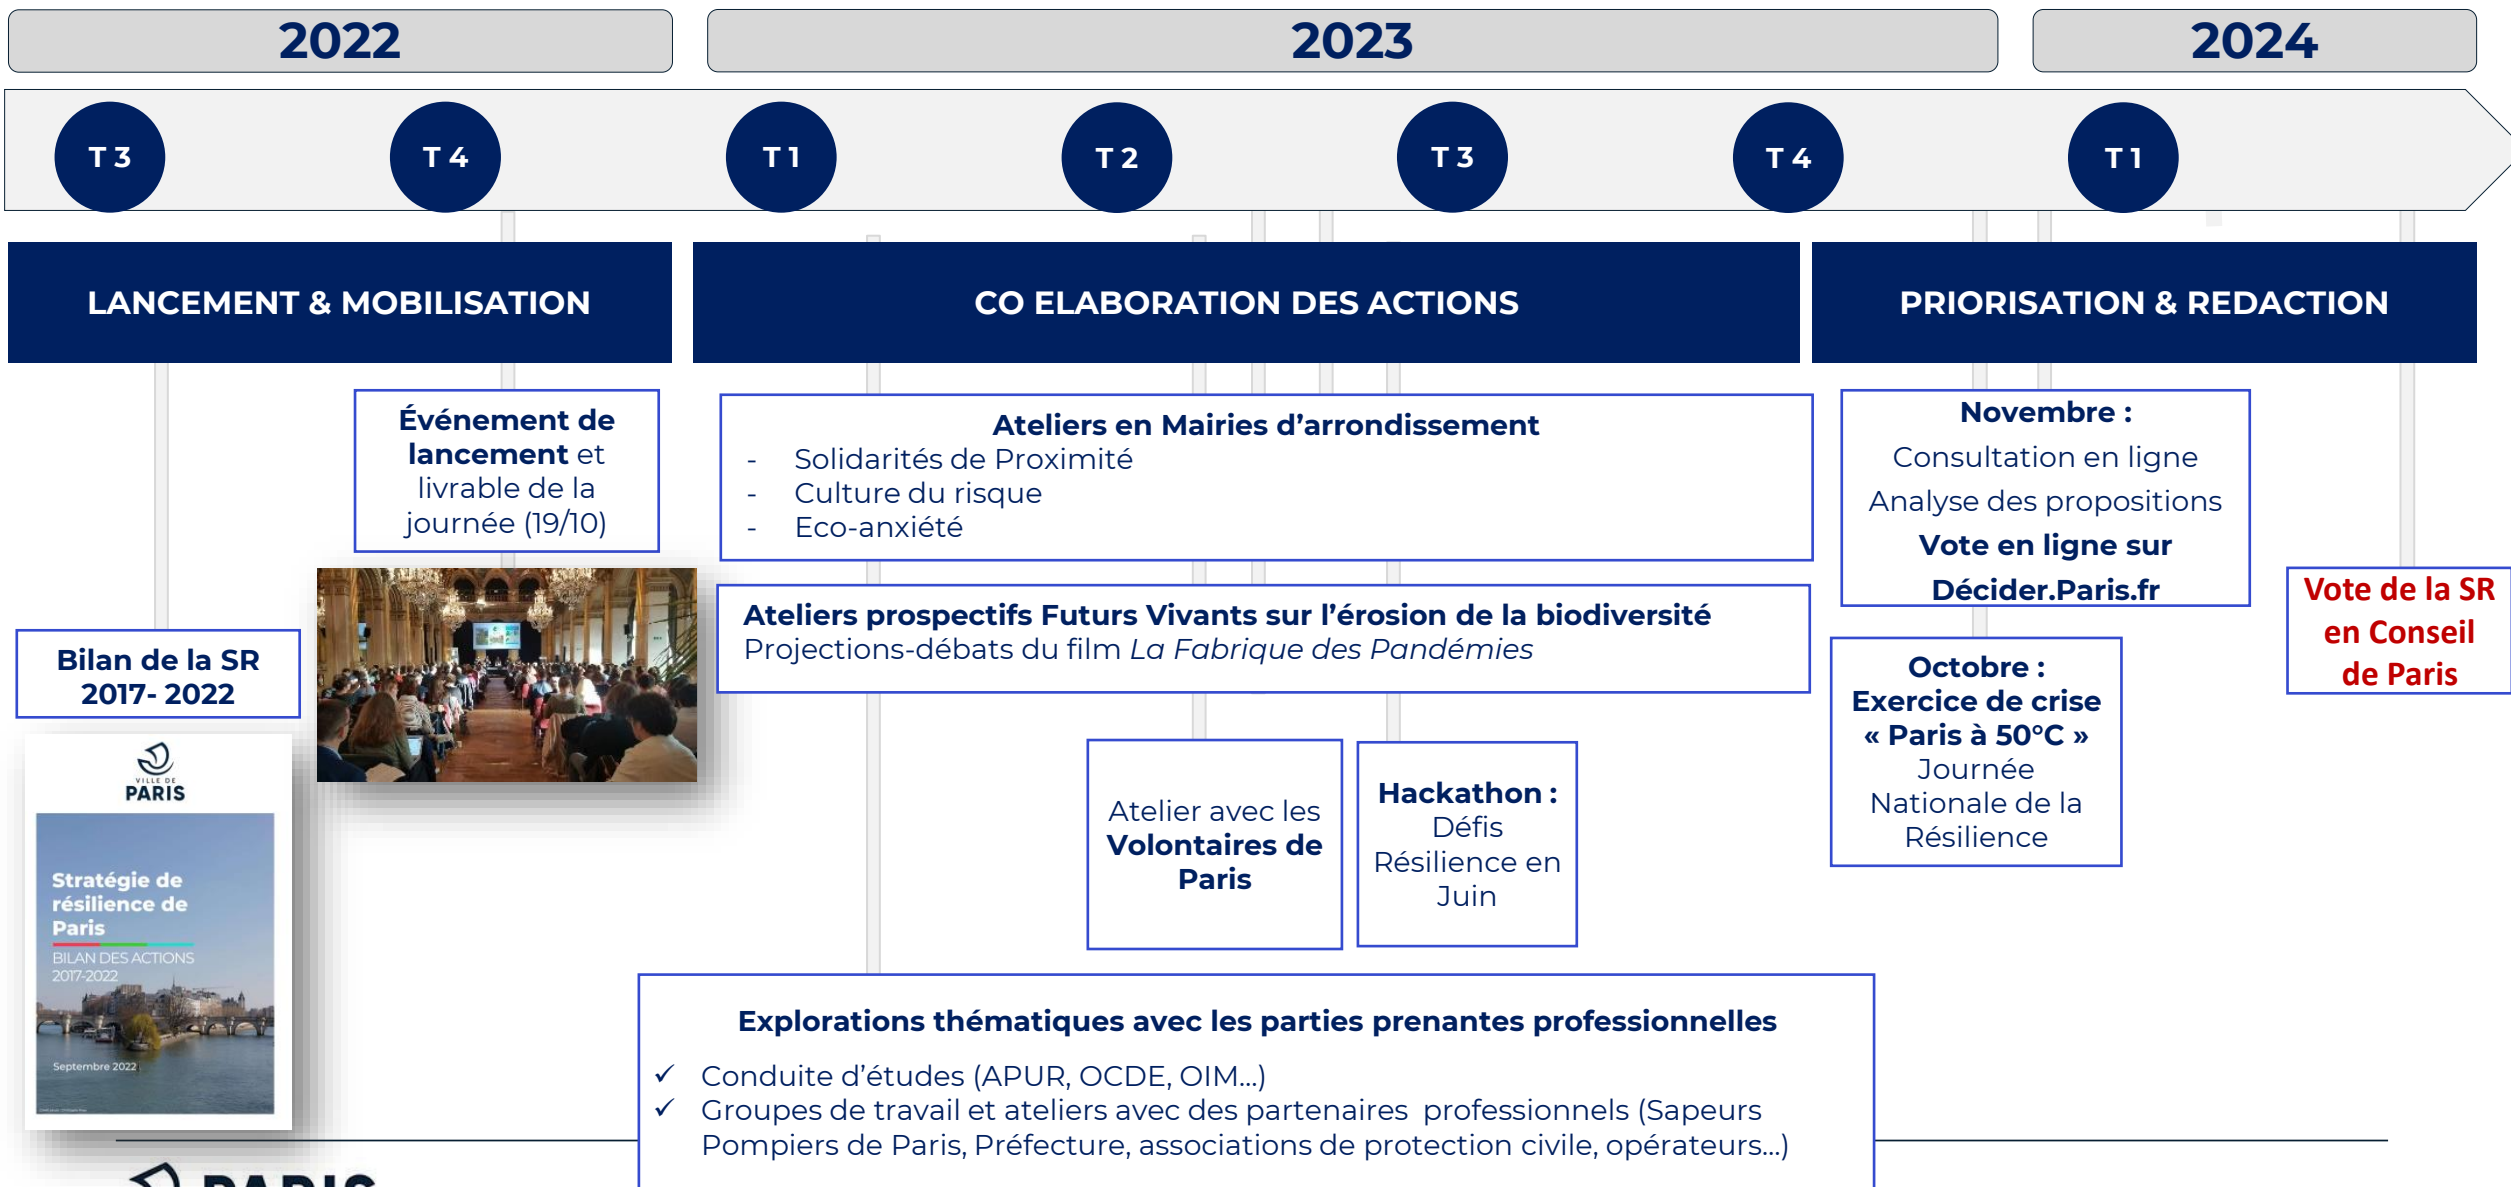 2022
2023
2024
T 3
T 4
T 1
T 2
T 3
T 4
T 1
LANCEMENT & MOBILISATION
CO ELABORATION DES ACTIONS
PRIORISATION & REDACTION
Événement de
lancement et
livrable de la
journée (19/10)
Bilan de la SR
2017- 2022
VILLE DE
PARIS
Stratégie de
résilience de
Paris
BILAN DES ACTIONS
2017-2022
Septembre 2022
Ateliers en Mairies d’arrondissement
- Solidarités de Proximité
- Culture du risque
- Eco-anxiété
Ateliers prospectifs Futurs Vivants sur l’érosion de la biodiversité
Projections-débats du film La Fabrique des Pandémies
Atelier avec les
Volontaires de
Paris
Hackathon :
Défis
Résilience en
Juin
Explorations thématiques avec les parties prenantes professionnelles
✓ Conduite d’études (APUR, OCDE, OIM…)
✓ Groupes de travail et ateliers avec des partenaires professionnels (Sapeurs
Pompiers de Paris, Préfecture, associations de protection civile, opérateurs…)
Novembre :
Consultation en ligne
Analyse des propositions
Vote en ligne sur
Décider.Paris.fr
Octobre :
Exercice de crise
« Paris à 50°C »
Journée
Nationale de la
Résilience
Vote de la SR
en Conseil
de Paris
PARIS